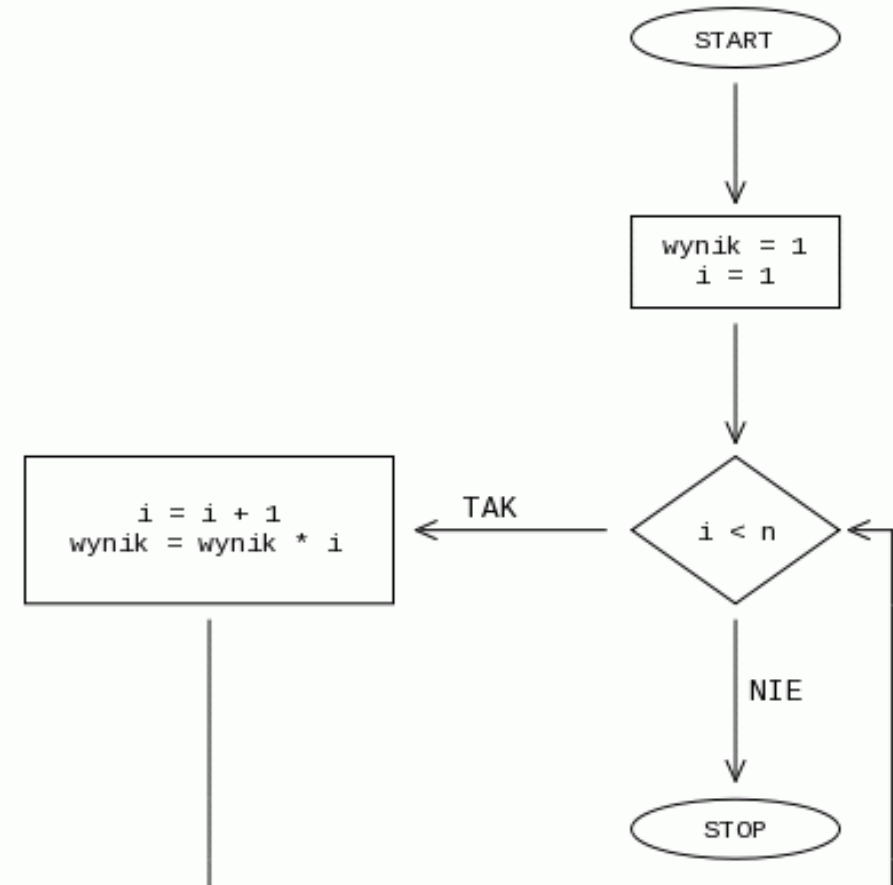 START
wynik = 1
i = 1
i < n
TAK
i = i + 1
wynik = wynik * i
NIE
STOP